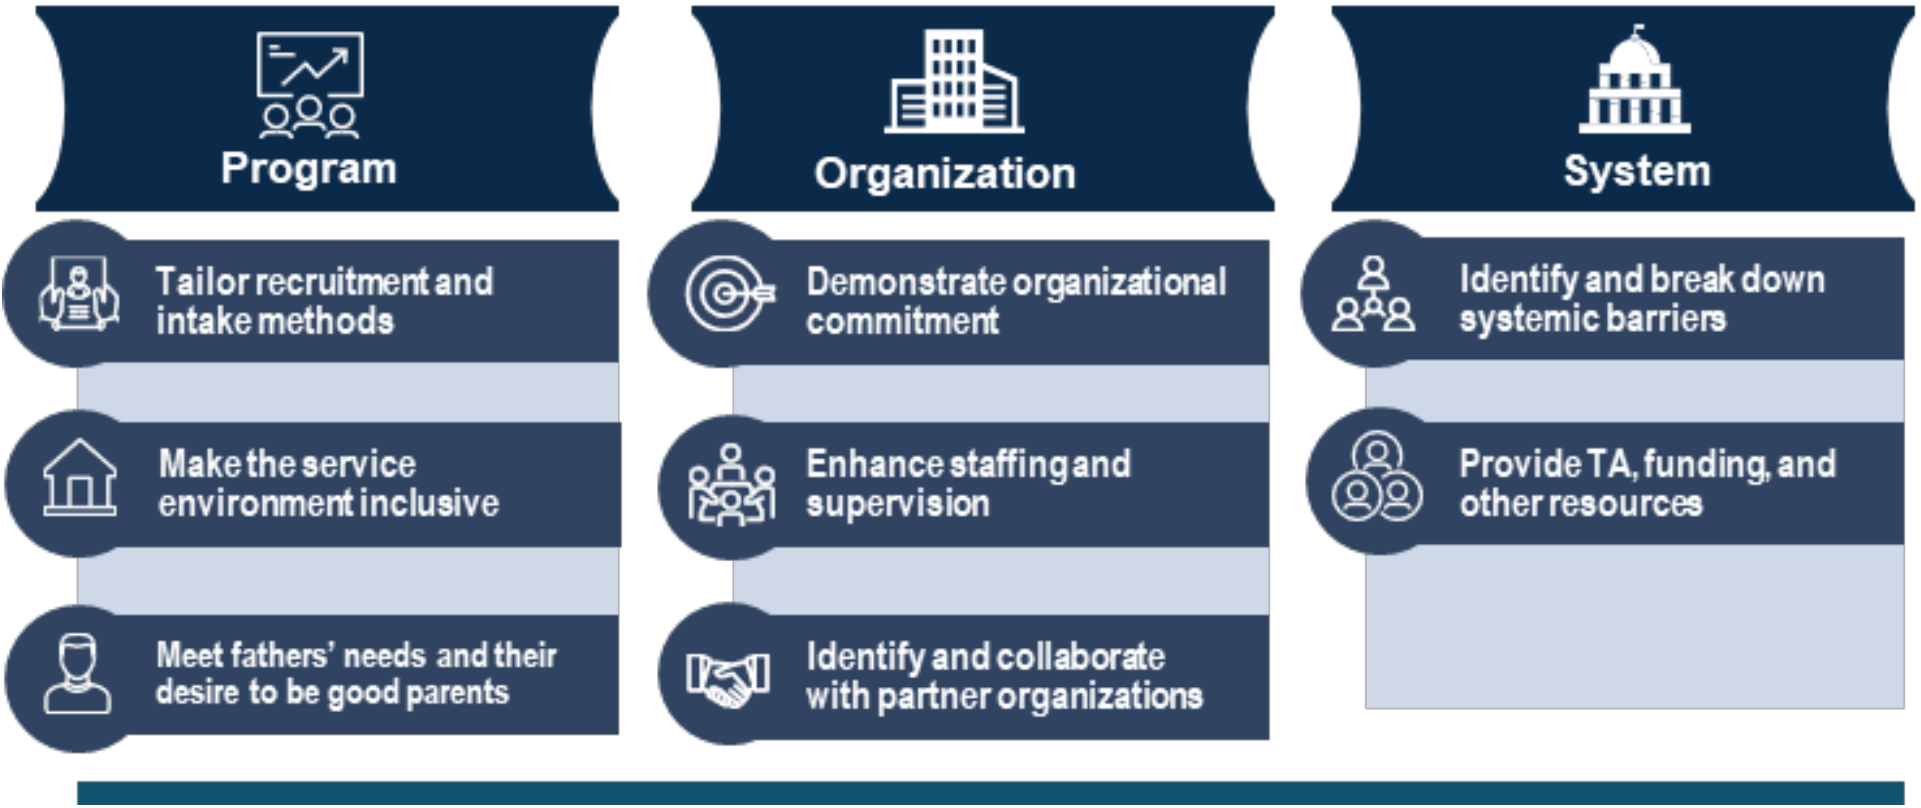 Program
Tailor recruitment and
intake methods
Make the service
environment inclusive
Meet fathers’ needs and their
desire to be good parents
Organization
Demonstrate organizational
commitment
Enhance staffing and
supervision
Identify and collaborate
with partner organizations
System
Identify and break down
systemic barriers
Provide TA, funding, and
other resources